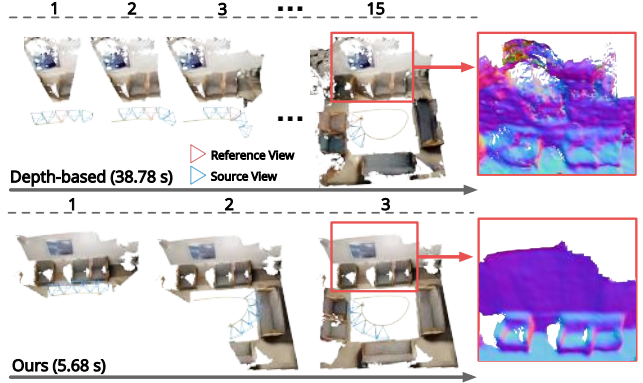 1 2 3 ... 15
...
Reference View
Source View
Depth-based (38.78 s)
1 2 3
Ours (5.68 s)